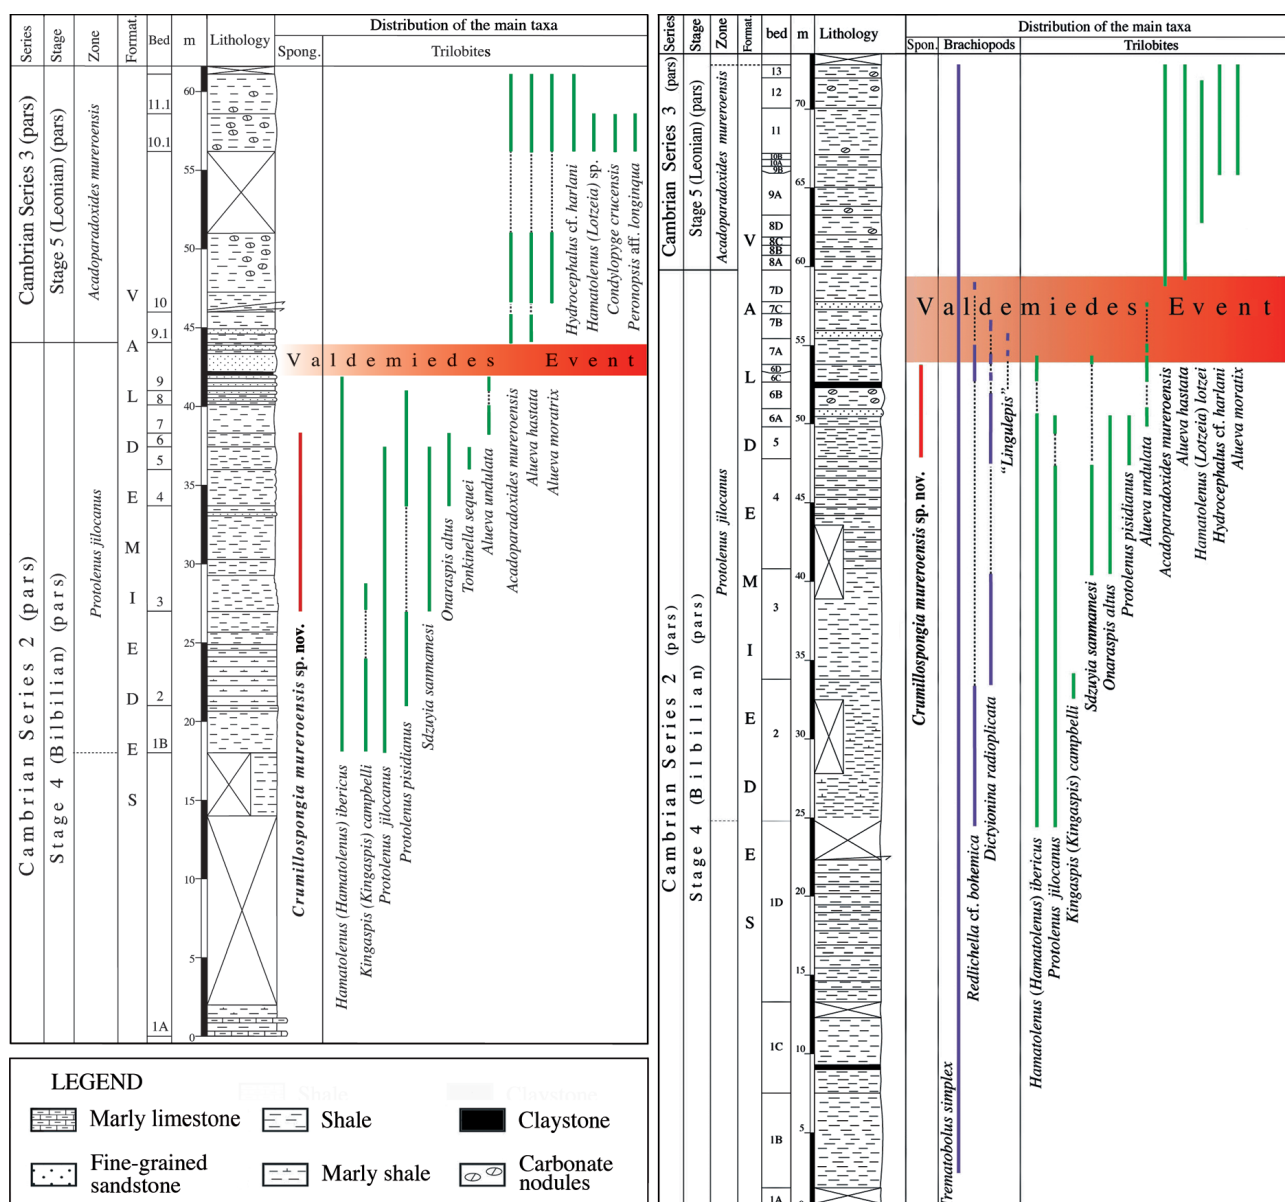 Series
Stage
Zone
Format.
Bed
m
Lithology
Distribution of the main taxa
Spong.
Trilobites
Cambrian Series 3 (pars)
Stage 5 (Leonian) (pars)
Acadoparadoxides mureroensis
Cambrian Series 2 (pars)
Stage 4 (Bilbilian) (pars)
Protolenus jilocanus
V A L D E M I E D E S
11.1
10.1
10
9.1
9
8
7
6
5
4
3
2
1B
1A
60
55
50
45
40
35
30
25
20
15
10
5
0
Valdemiedes Event
Crumillospongia mureroensis sp. nov.
Hamatolenus (Hamatolenus) ibericus
Kingaspis (Kingaspis) campbelli
Protolenus jilocanus
Protolenus pisidianus
Sdzuyia sanmamesi
Onaraspis altus
Tonkinella sequei
Alueva undulata
Acadoparadoxides mureroensis
Alueva hastata
Alueva moratrix
Hydrocephalus cf. harlani
Hamatolenus (Lotzeia) sp.
Condylopyge crucensis
Peronopsis aff. longinqua
LEGEND
Marly limestone
Shale
Claystone
Fine-grained
sandstone
Marly shale
Carbonate
nodules
Series
Stage
Zone
Format.
bed
m
Lithology
Distribution of the main taxa
Spon.
Brachiopods
Trilobites
Cambrian Series 3 (pars)
Stage 5 (Leonian) (pars)
Acadoparadoxides mureroensis
Cambrian Series 2 (pars)
Stage 4 (Bilbilian) (pars)
Protolenus jilocanus
V A L D E M I E D E S
13
12
11
10B
10A
9B
9A
8D
8C
8B
8A
7D
7C
7B
7A
6D
6C
6B
6A
5
4
3
2
1D
1C
1B
1A
70
65
60
55
50
45
40
35
30
25
20
15
10
5
Valdemiedes Event
Crumillospongia mureroensis sp. nov.
Trematobolus simplex
Redlichella cf. bohemica
Dictyonina radioplicata
"Lingulepis"
Hamatolenus (Hamatolenus) ibericus
Protolenus jilocanus
Kingaspis (Kingaspis) campbelli
Sdzuyia sanmamesi
Onaraspis altus
Protolenus pisidianus
Alueva undulata
Acadoparadoxides mureroensis
Alueva hastata
Hamatolenus (Lotzei) lotzei
Hydrocephalus cf. harlani
Alueva moratix